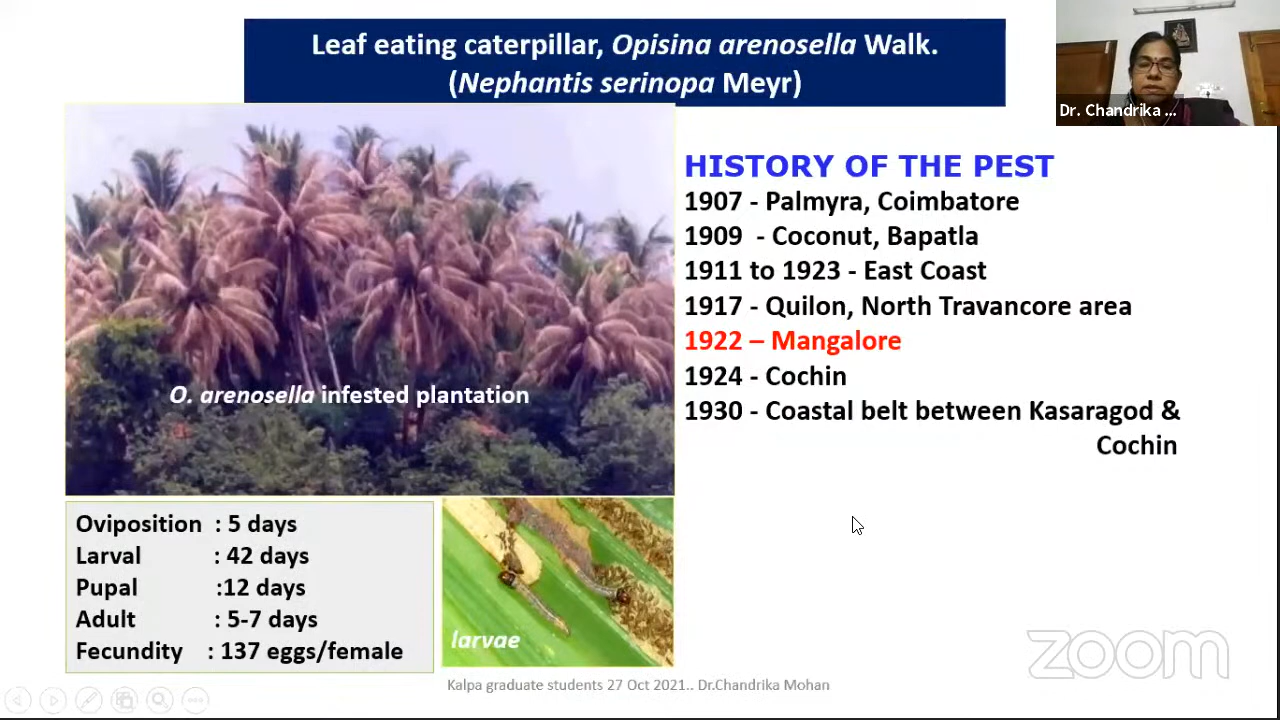 Leaf eating caterpillar, Opisina arenosella Walk.
(Nephantis serinopa Meyr)
Dr. Chandrika ...
HISTORY OF THE PEST
1907 - Palmyra, Coimbatore
1909 - Coconut, Bapatla
1911 to 1923 - East Coast
1917 - Quilon, North Travancore area
1922 – Mangalore
1924 - Cochin
1930 - Coastal belt between Kasaragod &
Cochin
O. arenosella infested plantation
Oviposition : 5 days
Larval : 42 days
Pupal :12 days
Adult : 5-7 days
Fecundity : 137 eggs/female
larvae
zoom
Kalpa graduate students 27 Oct 2021.. Dr.Chandrika Mohan